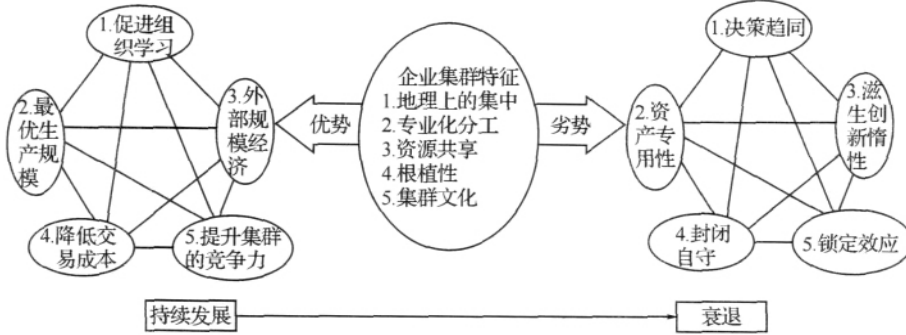 1.促进组
织学习
2.最
优生
产规
模
3.外
部规
模经
济
4.降低交
易成本
5.提升集群
的竞争力
优势
企业集群特征
1.地理上的集中
2.专业化分工
3.资源共享
4.根植性
5.集群文化
劣势
1.决策趋同
2.资
产专
用性
3.滋
生创
新惰
性
4.封闭
自守
5.锁定效应
持续发展
衰退